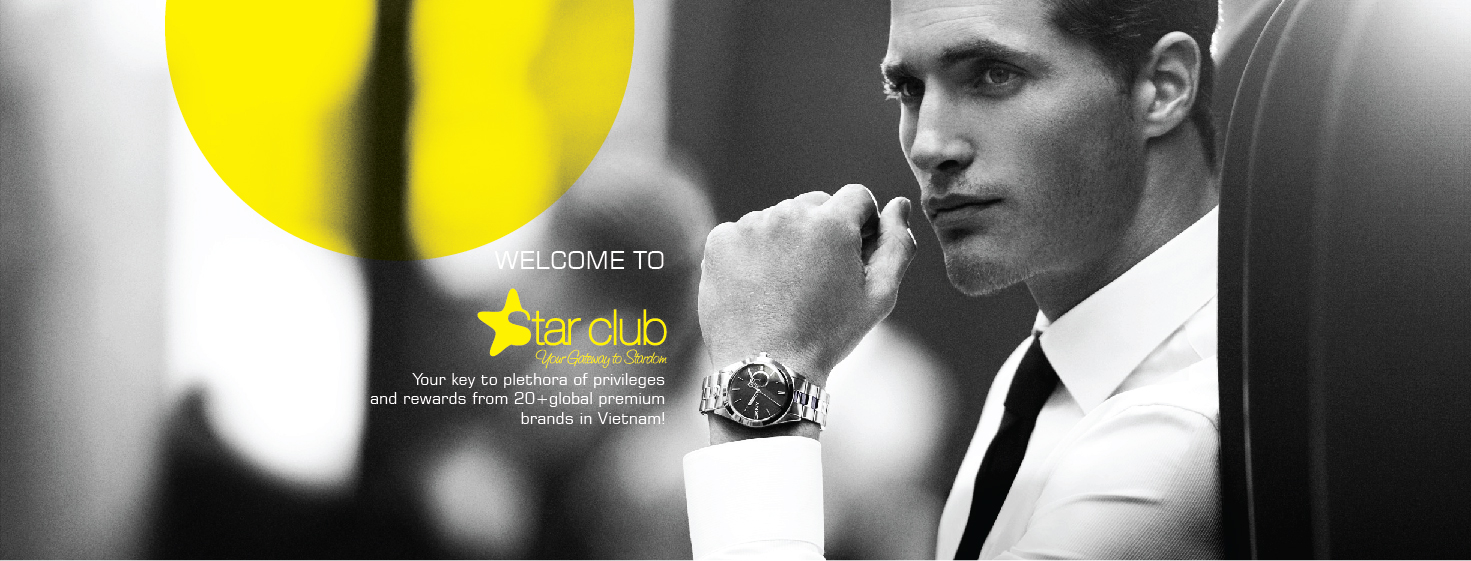 WELCOME TO
Star club
Your Gateway to Stardom
Your key to plethora of privileges
and rewards from 20+global premium
brands in Vietnam!